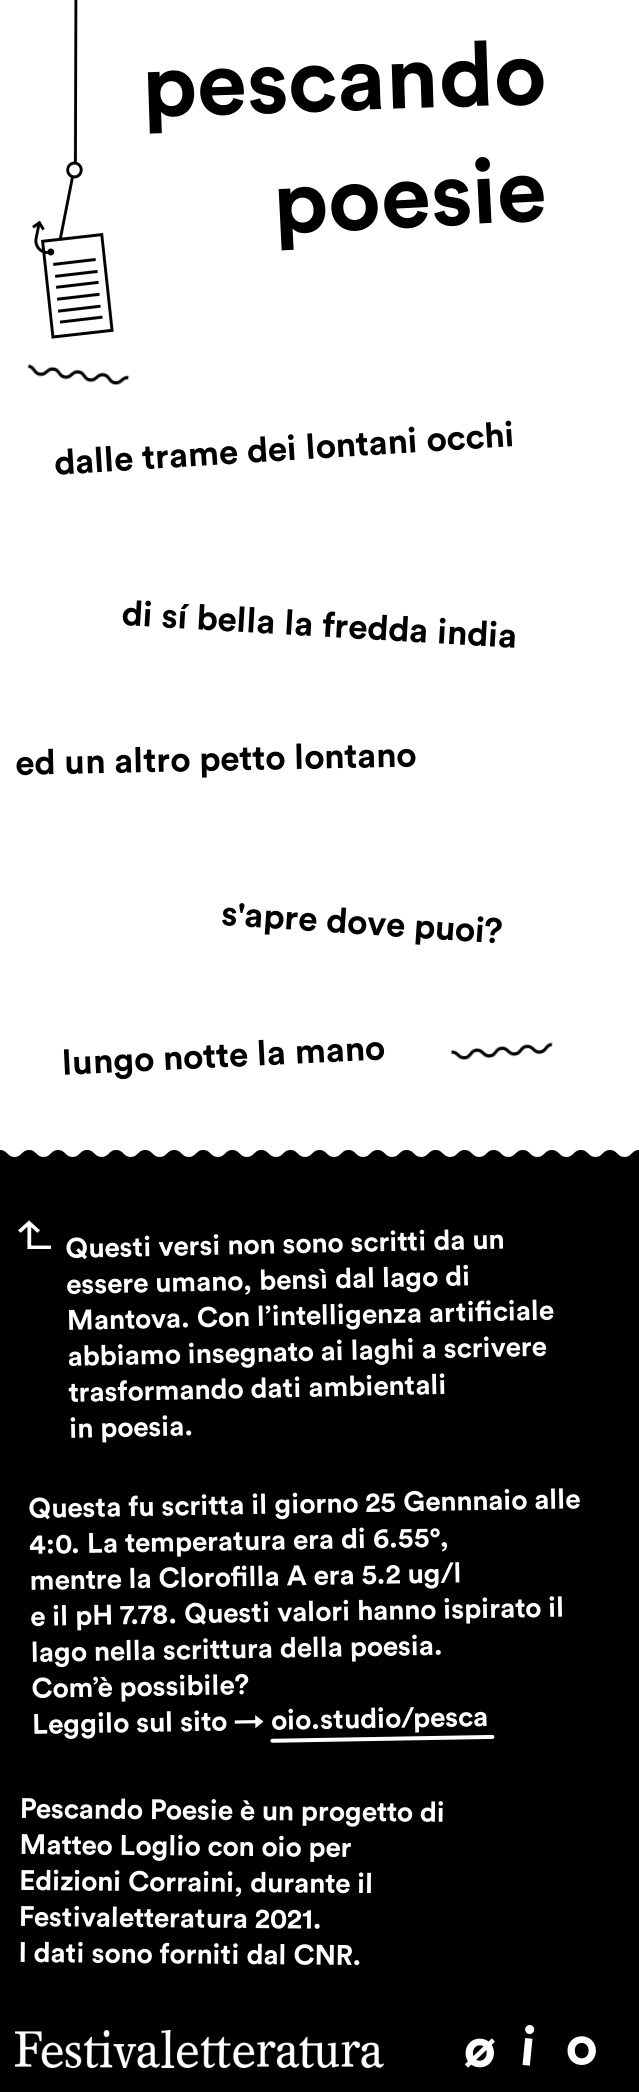 pescando
poesie
dalle trame dei lontani occhi
di sí bella la fredda india
ed un altro petto lontano
s'apre dove puoi?
lungo notte la mano
Questi versi non sono scritti da un
essere umano, bensì dal lago di
Mantova. Con l’intelligenza artificiale
abbiamo insegnato ai laghi a scrivere
trasformando dati ambientali
in poesia.
Questa fu scritta il giorno 25 Gennnaio alle
4:0. La temperatura era di 6.55°,
mentre la Clorofilla A era 5.2 ug/l
e il pH 7.78. Questi valori hanno ispirato il
lago nella scrittura della poesia.
Com’è possibile?
Leggilo sul sito → oio.studio/pesca
Pescando Poesie è un progetto di
Matteo Loglio con oio per
Edizioni Corraini, durante il
Festivaletteratura 2021.
I dati sono forniti dal CNR.
Festivaletteratura ø i o